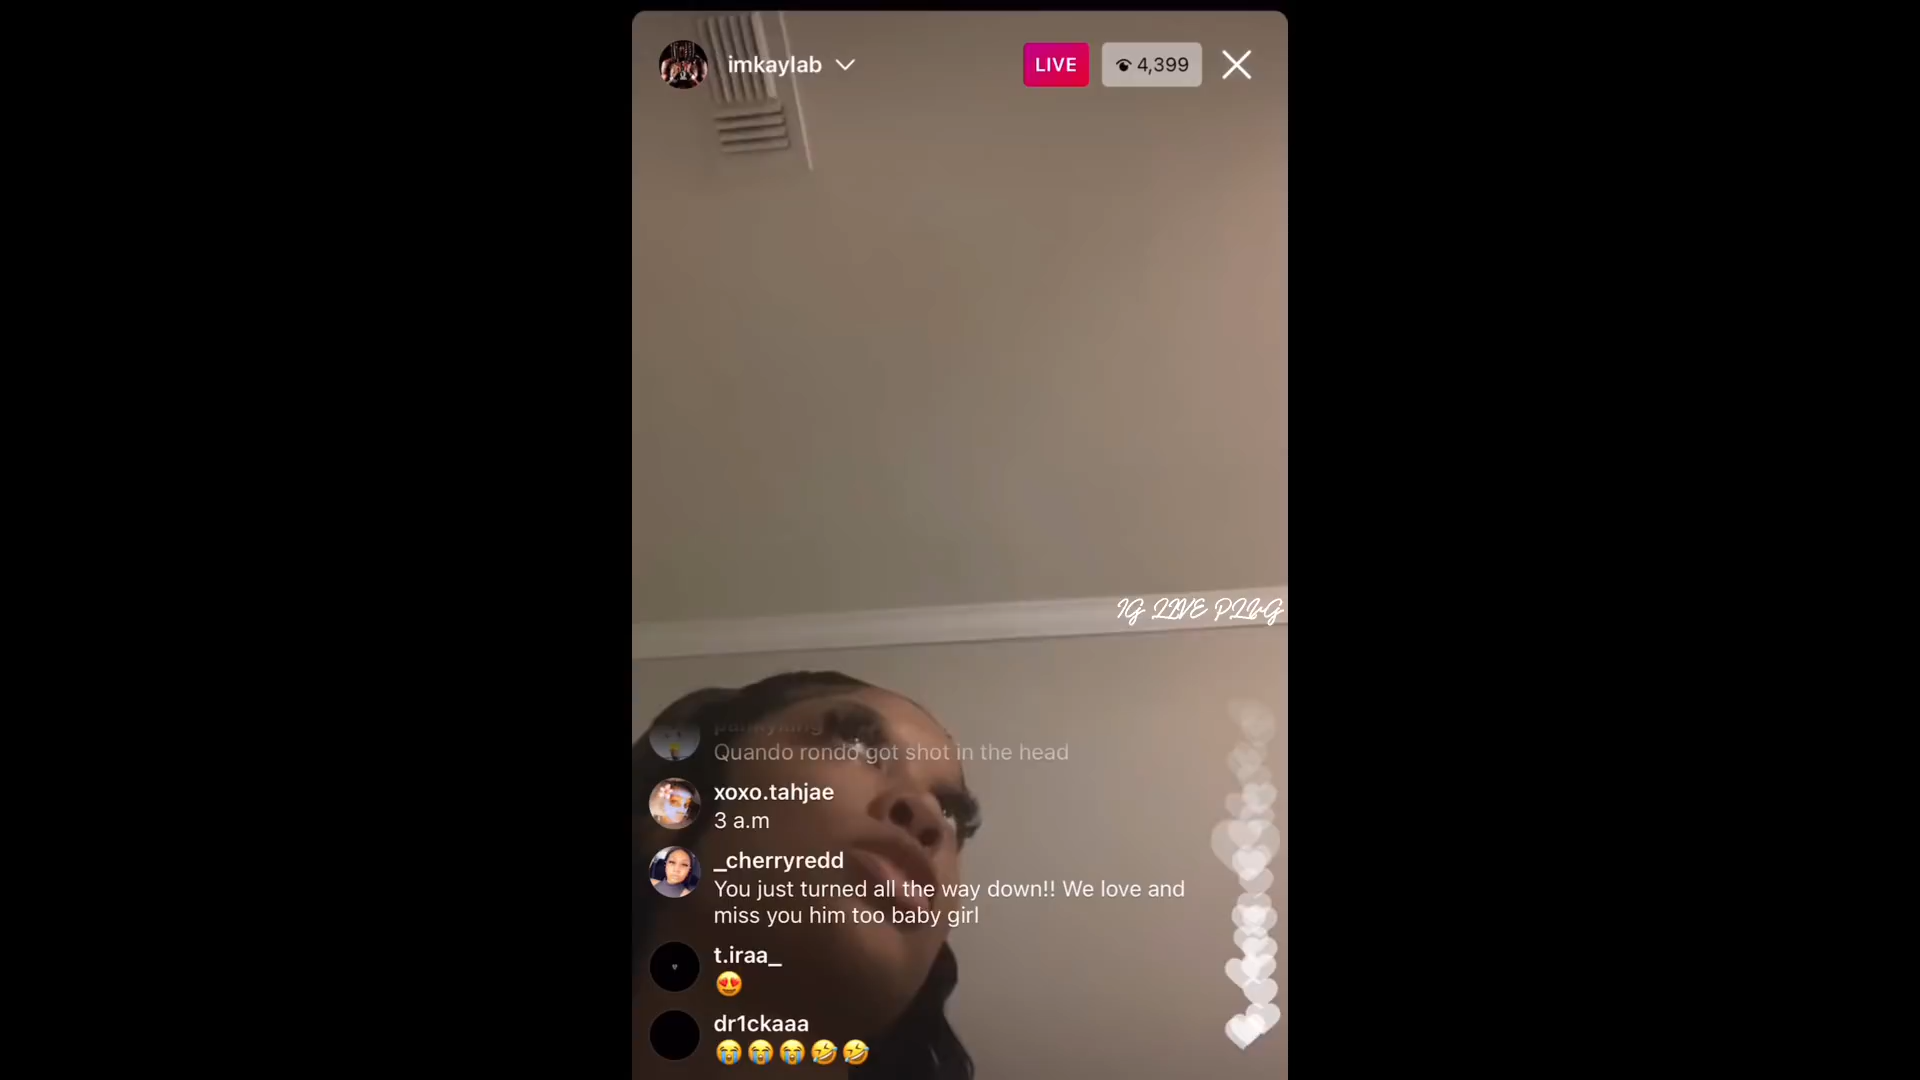 imkaylab
LIVE
4,399
IG LIVE PLUG
Quando rondo got shot in the head
xoxo.tahjae
3 a.m
_cherryredd
You just turned all the way down!! We love and
miss you him too baby girl
t.iraa_
😍
dr1ckaaa
😭😭😭🤣🤣